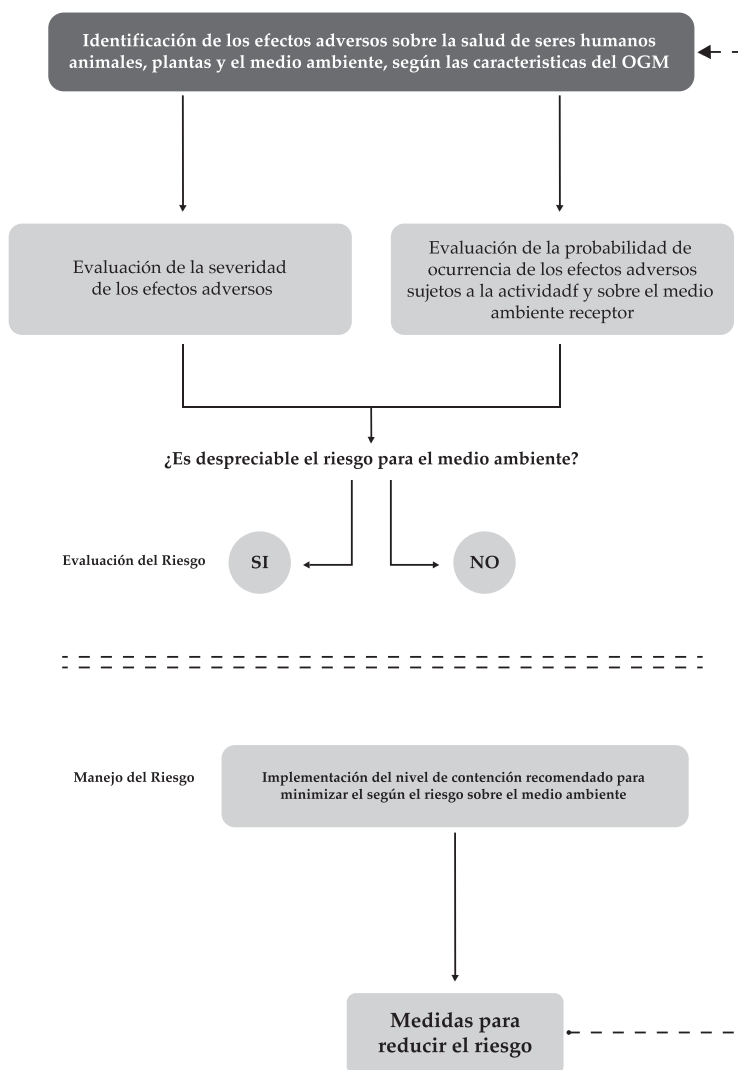 Identificación de los efectos adversos sobre la salud de seres humanos
animales, plantas y el medio ambiente, según las caracteristicas del OGM
Evaluación de la severidad
de los efectos adversos
Evaluación de la probabilidad de
ocurrencia de los efectos adversos
sujetos a la actividadf y sobre el medio
ambiente receptor
¿Es despreciable el riesgo para el medio ambiente?
Evaluación del Riesgo
SI
NO
Manejo del Riesgo
Implementación del nivel de contención recomendado para
minimizar el según el riesgo sobre el medio ambiente
Medidas para
reducir el riesgo